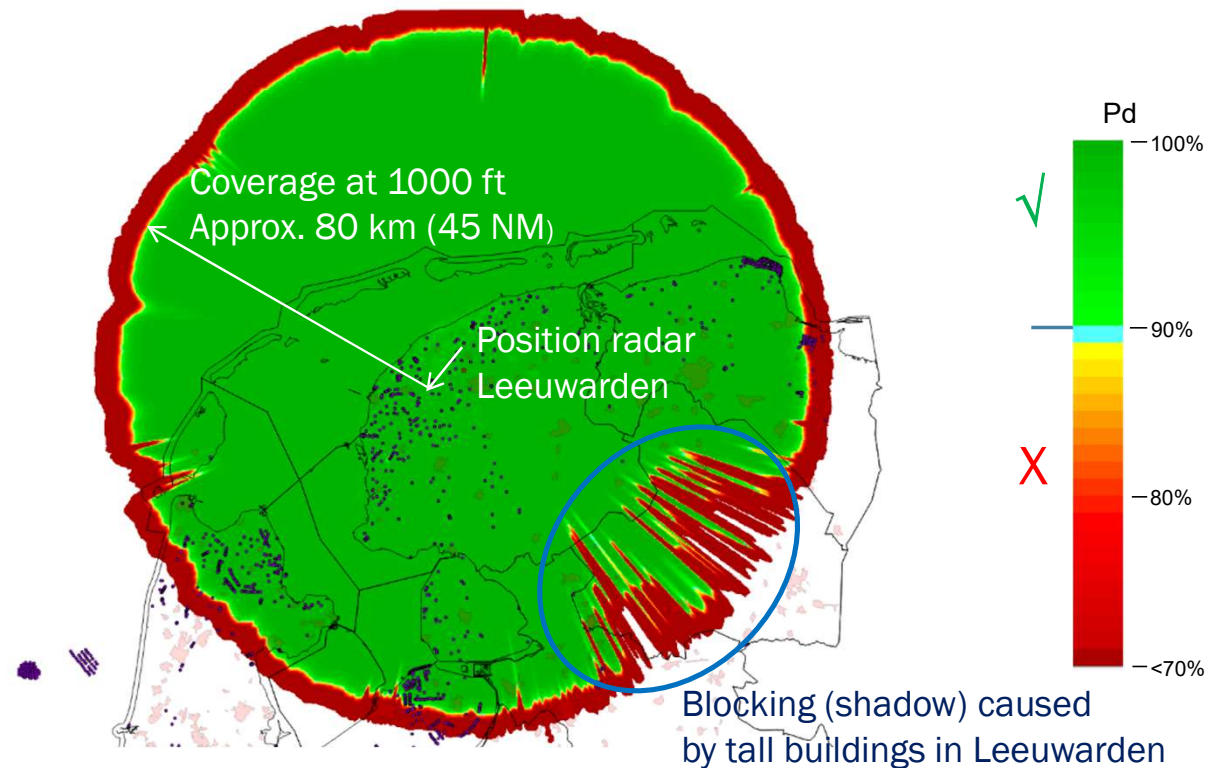 Pd
100%
Coverage at 1000 ft
Approx. 80 km (45 NM)
√
Position radar
Leeuwarden
90%
X
80%
<70%
Blocking (shadow) caused
by tall buildings in Leeuwarden